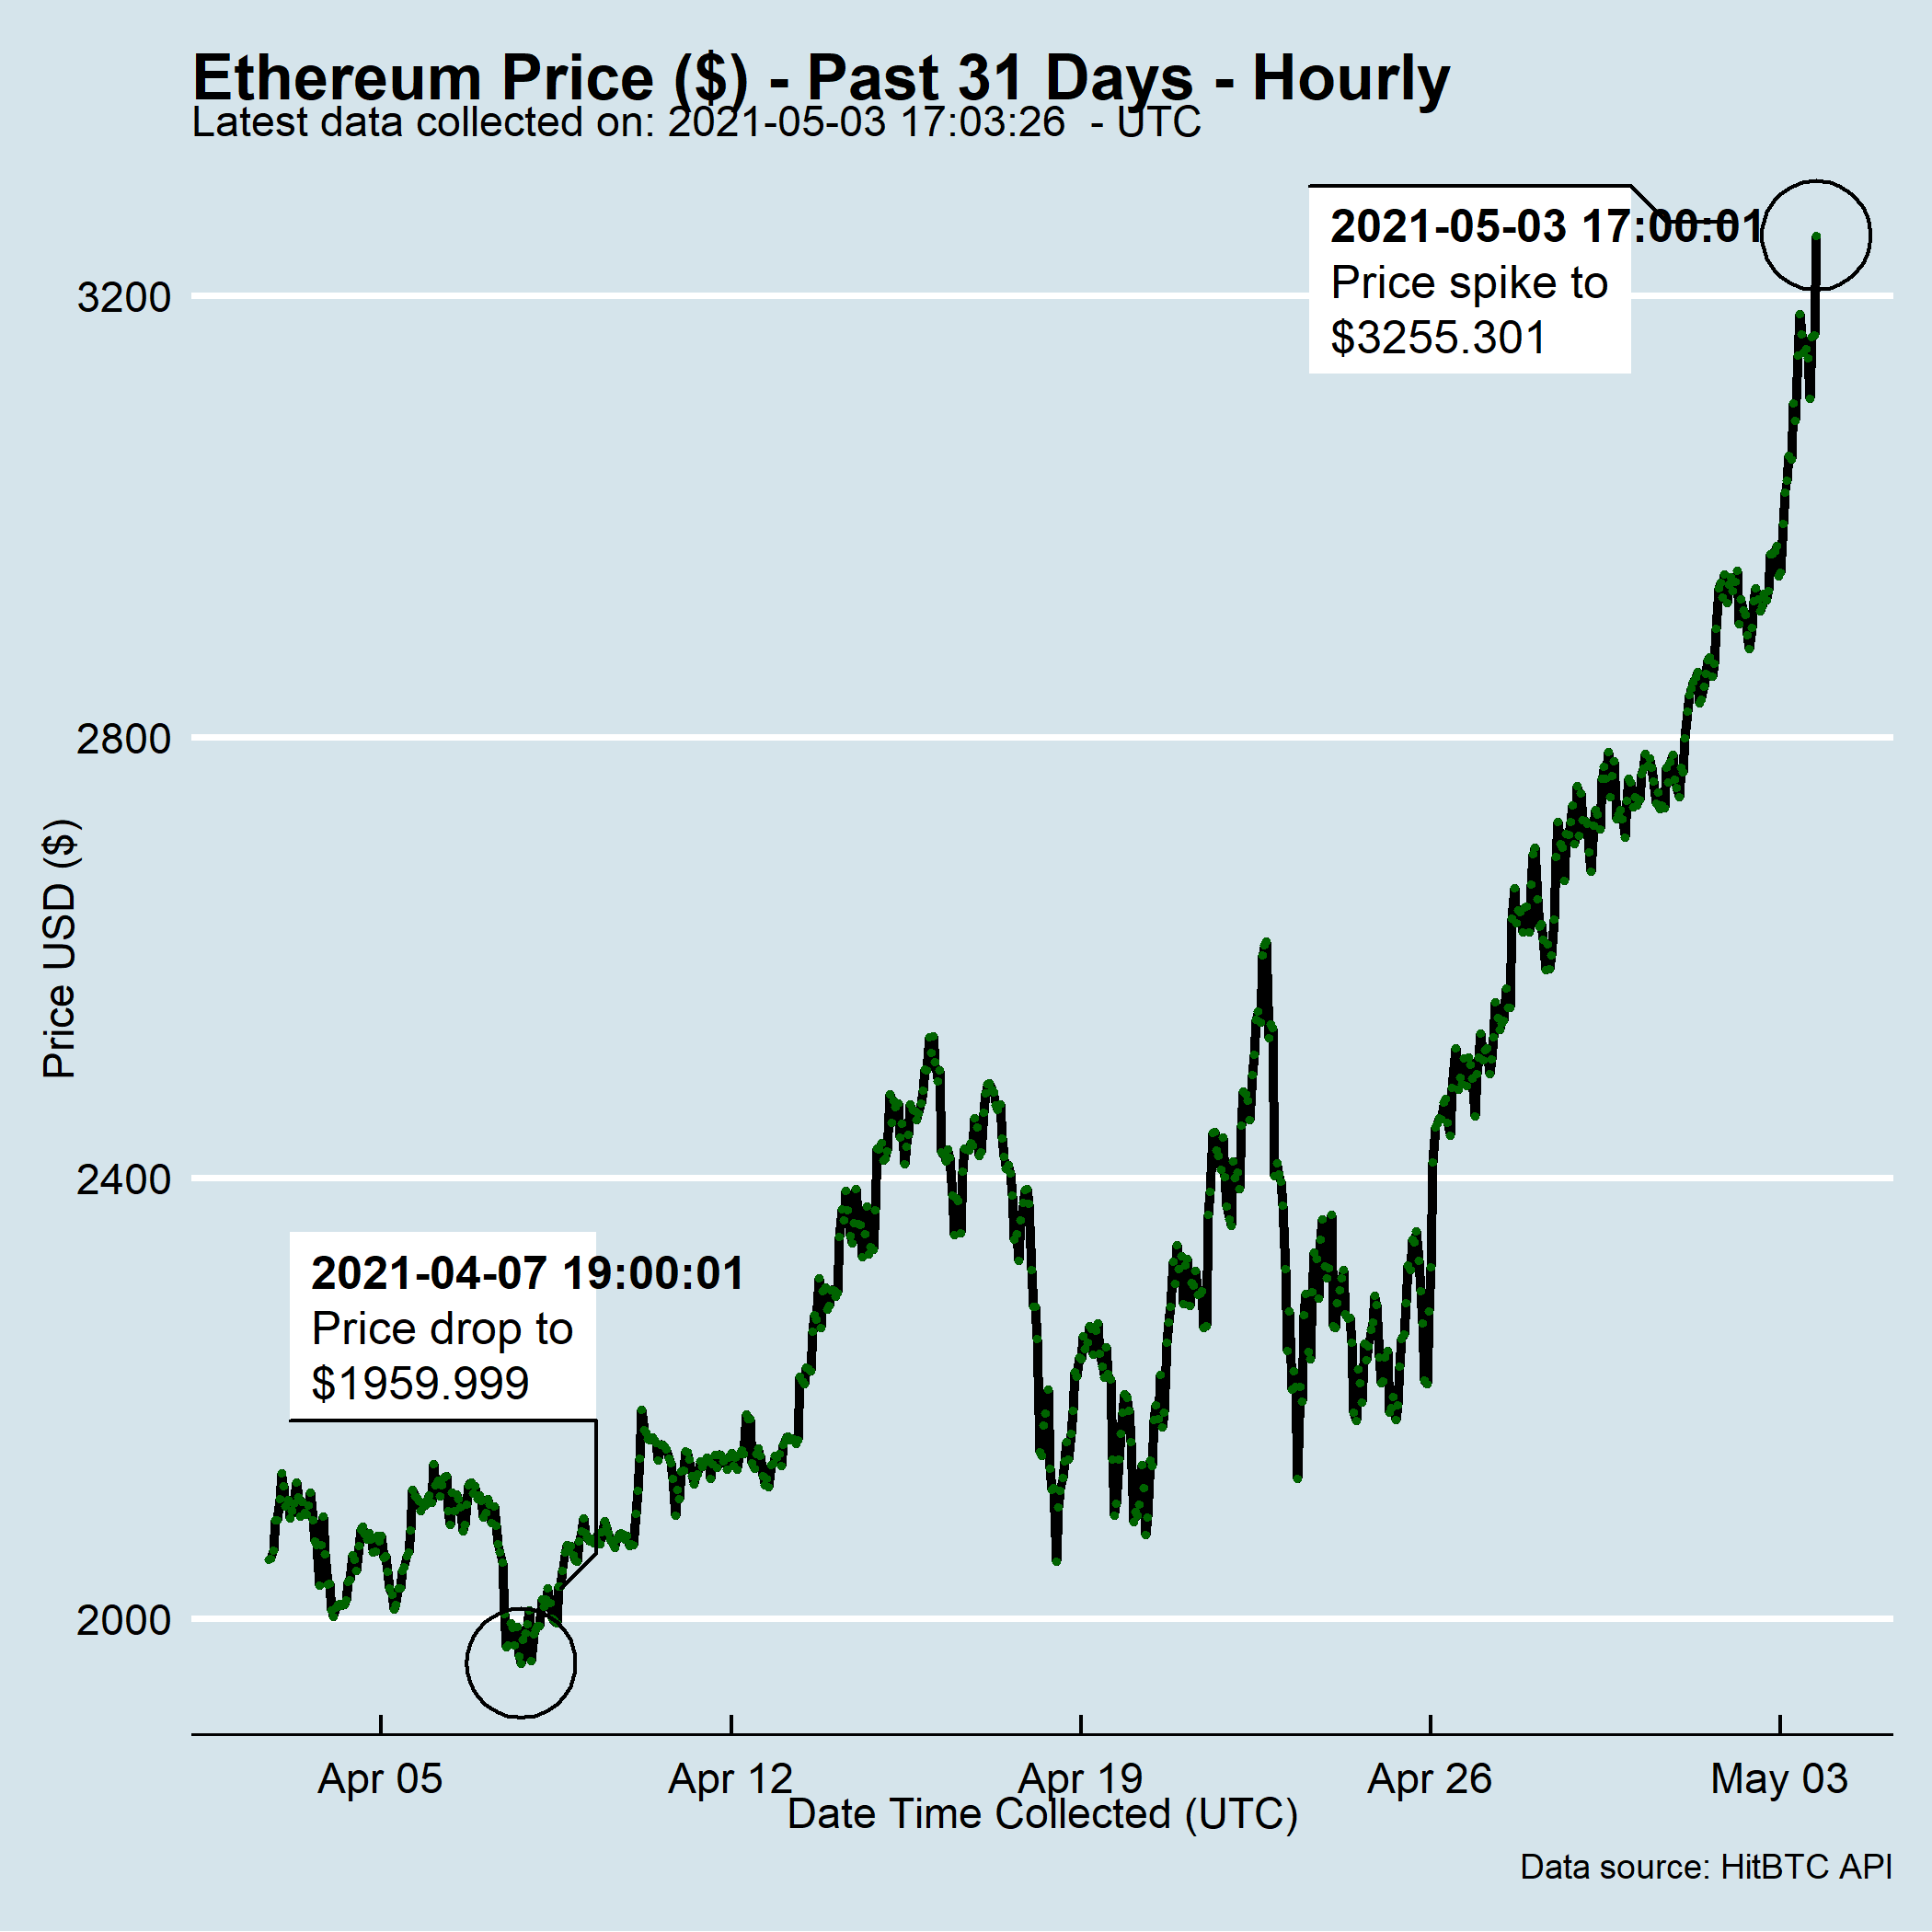 Ethereum Price ($) - Past 31 Days - Hourly
Latest data collected on: 2021-05-03 17:03:26  - UTC
2021-05-03 17:00:01
Price spike to
$3255.301
3200
2800
Price USD ($)
2400
2021-04-07 19:00:01
Price drop to
$1959.999
2000
Apr 05 Apr 12 Apr 19 Apr 26 May 03
Date Time Collected (UTC)
Data source: HitBTC API